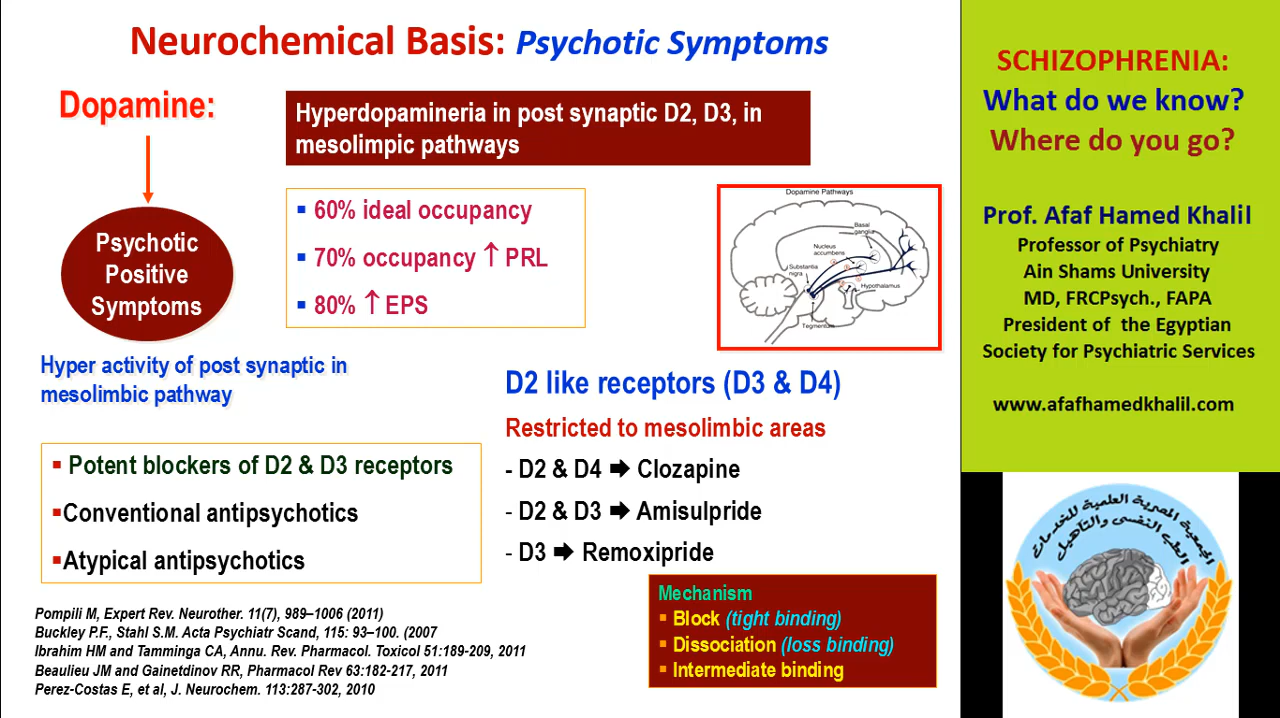 Neurochemical Basis: Psychotic Symptoms
Dopamine:
Hyperdopamineria in post synaptic D2, D3, in
mesolimpic pathways
Psychotic
Positive
Symptoms
▪ 60% ideal occupancy
▪ 70% occupancy ↑ PRL
▪ 80% ↑ EPS
Dopamine Pathways
Basal
ganglia
Nucleus
accumbens
Substantia
nigra
Hypothalamus
Tegmentum
Hyper activity of post synaptic in
mesolimbic pathway
D2 like receptors (D3 & D4)
Restricted to mesolimbic areas
- D2 & D4 ➡ Clozapine
- D2 & D3 ➡ Amisulpride
- D3 ➡ Remoxipride
▪ Potent blockers of D2 & D3 receptors
▪Conventional antipsychotics
▪Atypical antipsychotics
Mechanism
▪ Block (tight binding)
▪ Dissociation (loss binding)
▪ Intermediate binding
Pompili M, Expert Rev. Neurother. 11(7), 989–1006 (2011)
Buckley P.F., Stahl S.M. Acta Psychiatr Scand, 115: 93–100. (2007
Ibrahim HM and Tamminga CA, Annu. Rev. Pharmacol. Toxicol 51:189-209, 2011
Beaulieu JM and Gainetdinov RR, Pharmacol Rev 63:182-217, 2011
Perez-Costas E, et al, J. Neurochem. 113:287-302, 2010
SCHIZOPHRENIA:
What do we know?
Where do you go?
Prof. Afaf Hamed Khalil
Professor of Psychiatry
Ain Shams University
MD, FRCPsych., FAPA
President of the Egyptian
Society for Psychiatric Services
www.afafhamedkhalil.com
الجمعية المصرية العلمية للخدمات
الطب النفسى والتأهيل